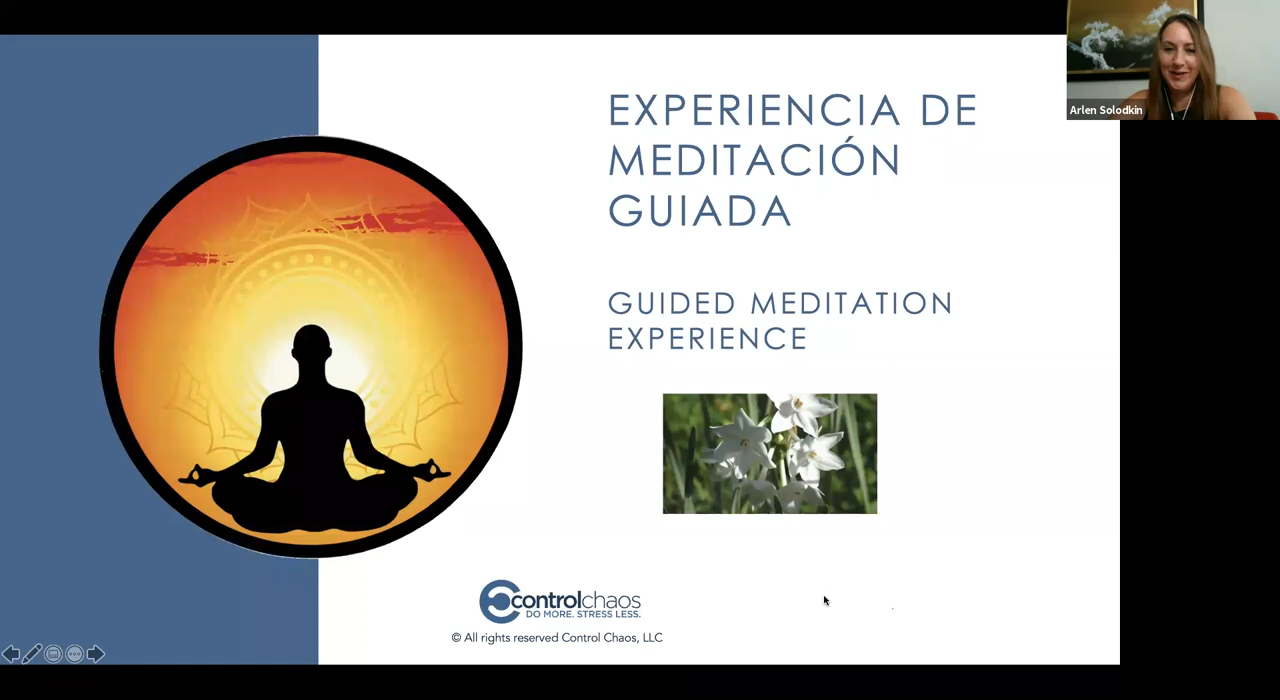 Arlen Solodkin
EXPERIENCIA DE
MEDITACIÓN
GUIADA
GUIDED MEDITATION
EXPERIENCE
controlchaos
DO MORE. STRESS LESS.
© All rights reserved Control Chaos, LLC